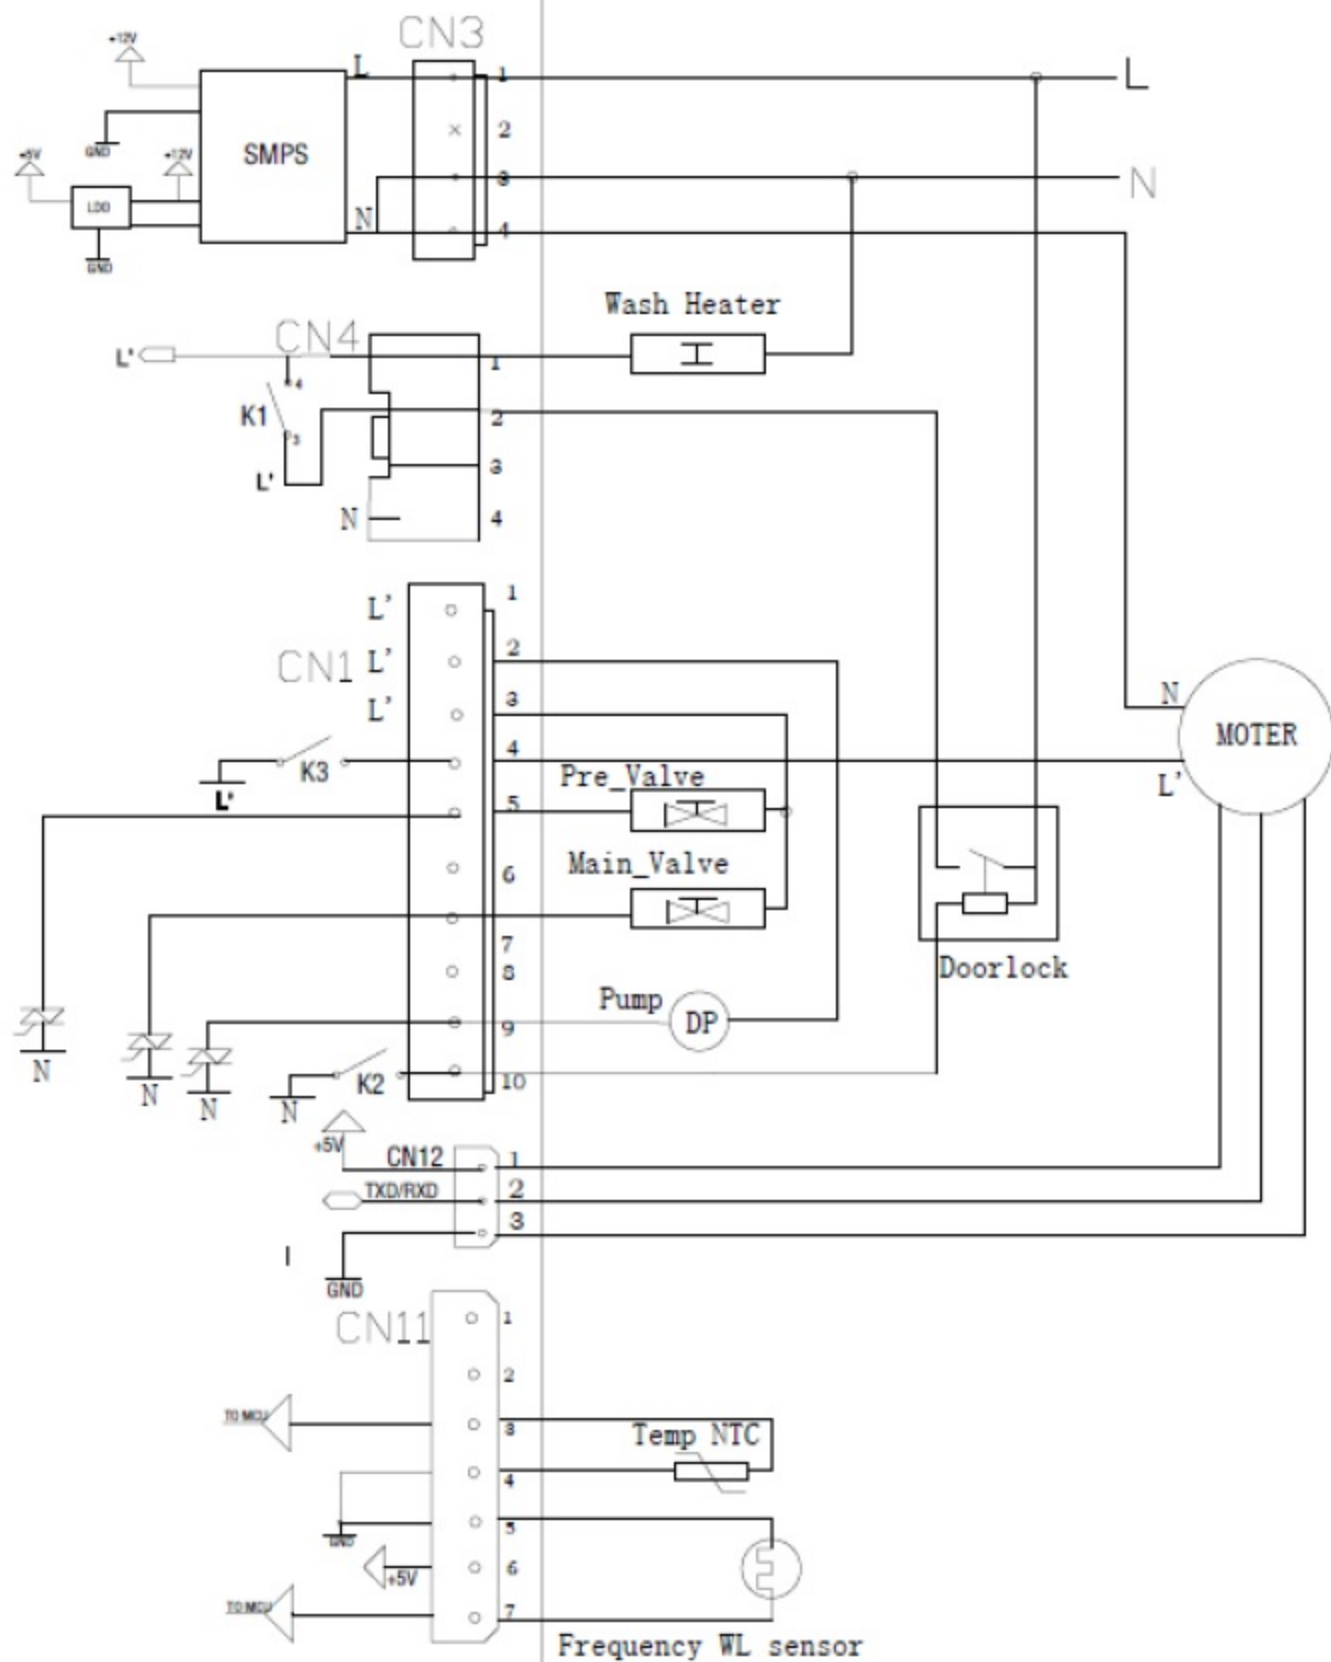 CN3
+12V
L
1
L
GND
SMPS
2
+5V
+12V
3
N
LDO
N
4
GND
Wash Heater
CN4
L'
1
4
K1
2
3
3
L'
N
4
1
L'
CN1
L'
2
L'
3
N
4
MOTER
K3
Pre_Valve
L'
L'
5
Main_Valve
6
7
8
Doorlock
Pump
DP
9
N
N
N
K2
10
N
+5V
CN12
1
TXD/RXD
2
3
GND
CN11
1
2
TO MCU
3
Temp NTC
4
5
GND
6
+5V
TO MCU
7
Frequency WL sensor